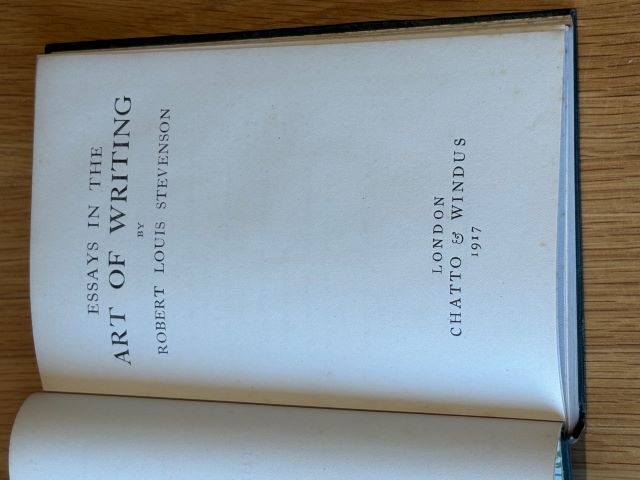 ESSAYS IN THE
ART OF WRITING
BY
ROBERT LOUIS STEVENSON
LONDON
CHATTO & WINDUS
1917